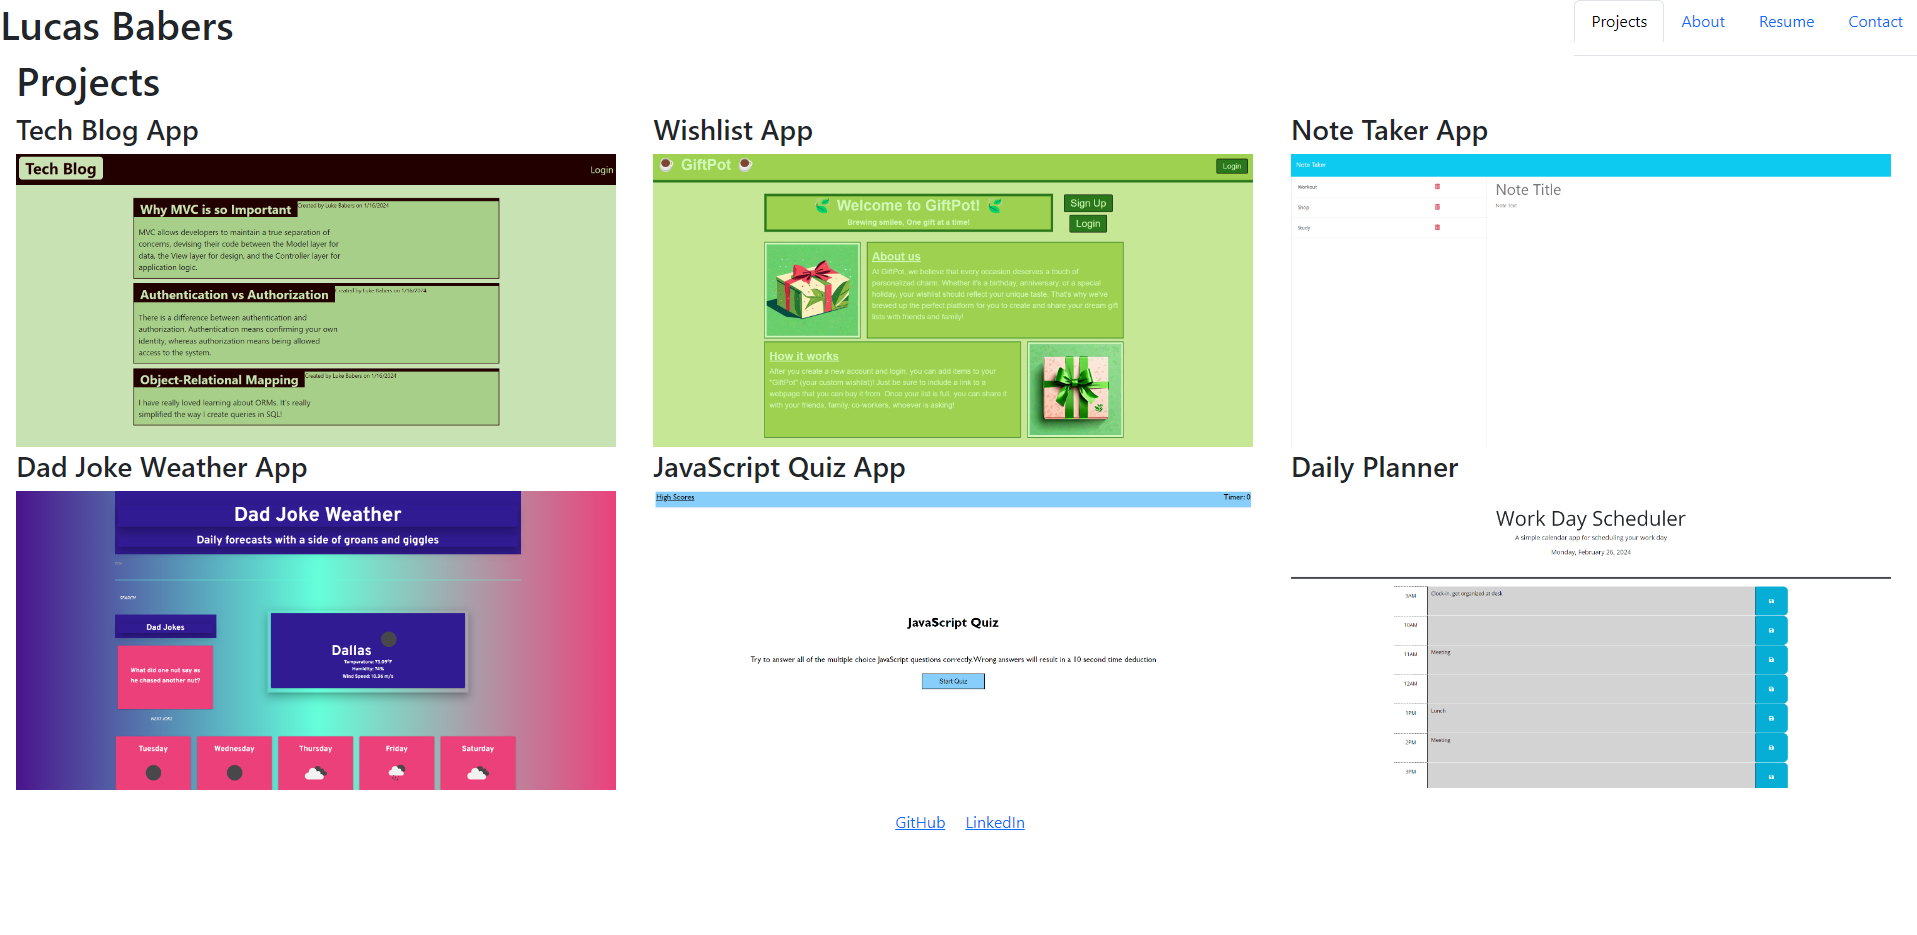 Lucas Babers
Projects
About
Resume
Contact
Projects
Tech Blog App
Tech Blog
Login
Why MVC is so Important
Created by Luke Babers on 1/16/2024
MVC allows developers to maintain a true separation of
concerns, devising their code between the Model layer for
data, the View layer for design, and the Controller layer for
application logic.
Authentication vs Authorization
Created by Luke Babers on 1/16/2024
There is a difference between authentication and
authorization. Authentication means confirming your own
identity, whereas authorization means being allowed
access to the system.
Object-Relational Mapping
Created by Luke Babers on 1/16/2024
I have really loved learning about ORMs. It's really
simplified the way I create queries in SQL!
Wishlist App
GiftPot
Login
Welcome to GiftPot!
Brewing smiles, One gift at a time!
Sign Up
Login
About us
At GiftPot, we believe that every occasion deserves a touch of
personalized charm. Whether it's a birthday, anniversary, or a special
holiday, your wishlist should reflect your unique taste. That's why we've
brewed up the perfect platform for you to create and share your dream gift
lists with friends and family!
How it works
After you create a new account and login, you can add items to your
"GiftPot" (your custom wishlist)! Just be sure to include a link to a
webpage that you can buy it from. Once your list is full, you can share it
with your friends, family, co-workers, whoever is asking!
Note Taker App
Note Taker
Workout
Shop
Study
Note Title
Note Text
Dad Joke Weather App
Dad Joke Weather
Daily forecasts with a side of groans and giggles
SEARCH
Dad Jokes
What did one nut say as
he chased another nut?
NEXT JOKE
Dallas
Temperature: 73.09°F
Humidity: 74%
Wind Speed: 10.36 m/s
Tuesday
Wednesday
Thursday
Friday
Saturday
JavaScript Quiz App
High Scores
Timer: 0
JavaScript Quiz
Try to answer all of the multiple choice JavaScript questions correctly.Wrong answers will result in a 10 second time deduction
Start Quiz
Daily Planner
Work Day Scheduler
A simple calendar app for scheduling your work day
Monday, February 26, 2024
9AM
Clock-in, get organized at desk
10AM
11AM
Meeting
12AM
1PM
Lunch
2PM
Meeting
3PM
GitHub
LinkedIn